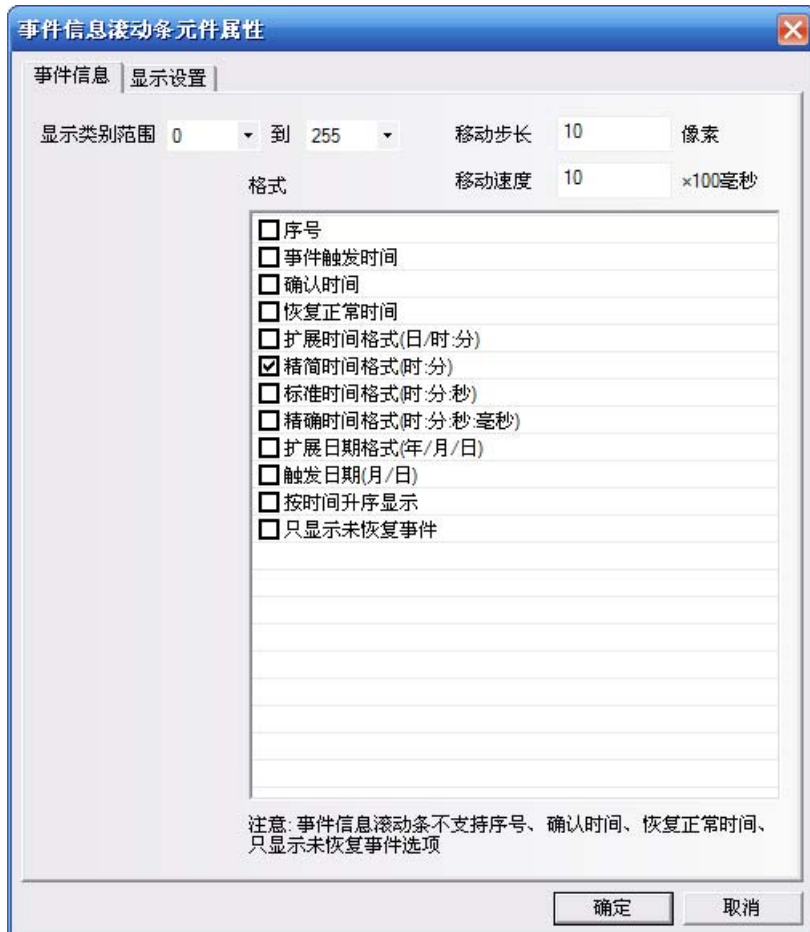 事件信息滚动条元件属性
事件信息 显示设置
显示类别范围 0 到 255 移动步长 10 像素
格式 移动速度 10 ×100毫秒
序号
事件触发时间
确认时间
恢复正常时间
扩展时间格式(日/时:分)
精简时间格式(时:分)
标准时间格式(时:分:秒)
精确时间格式(时:分:秒:毫秒)
扩展日期格式(年/月/日)
触发日期(月/日)
按时间升序显示
只显示未恢复事件
注意: 事件信息滚动条不支持序号、确认时间、恢复正常时间、
只显示未恢复事件选项
确定 取消